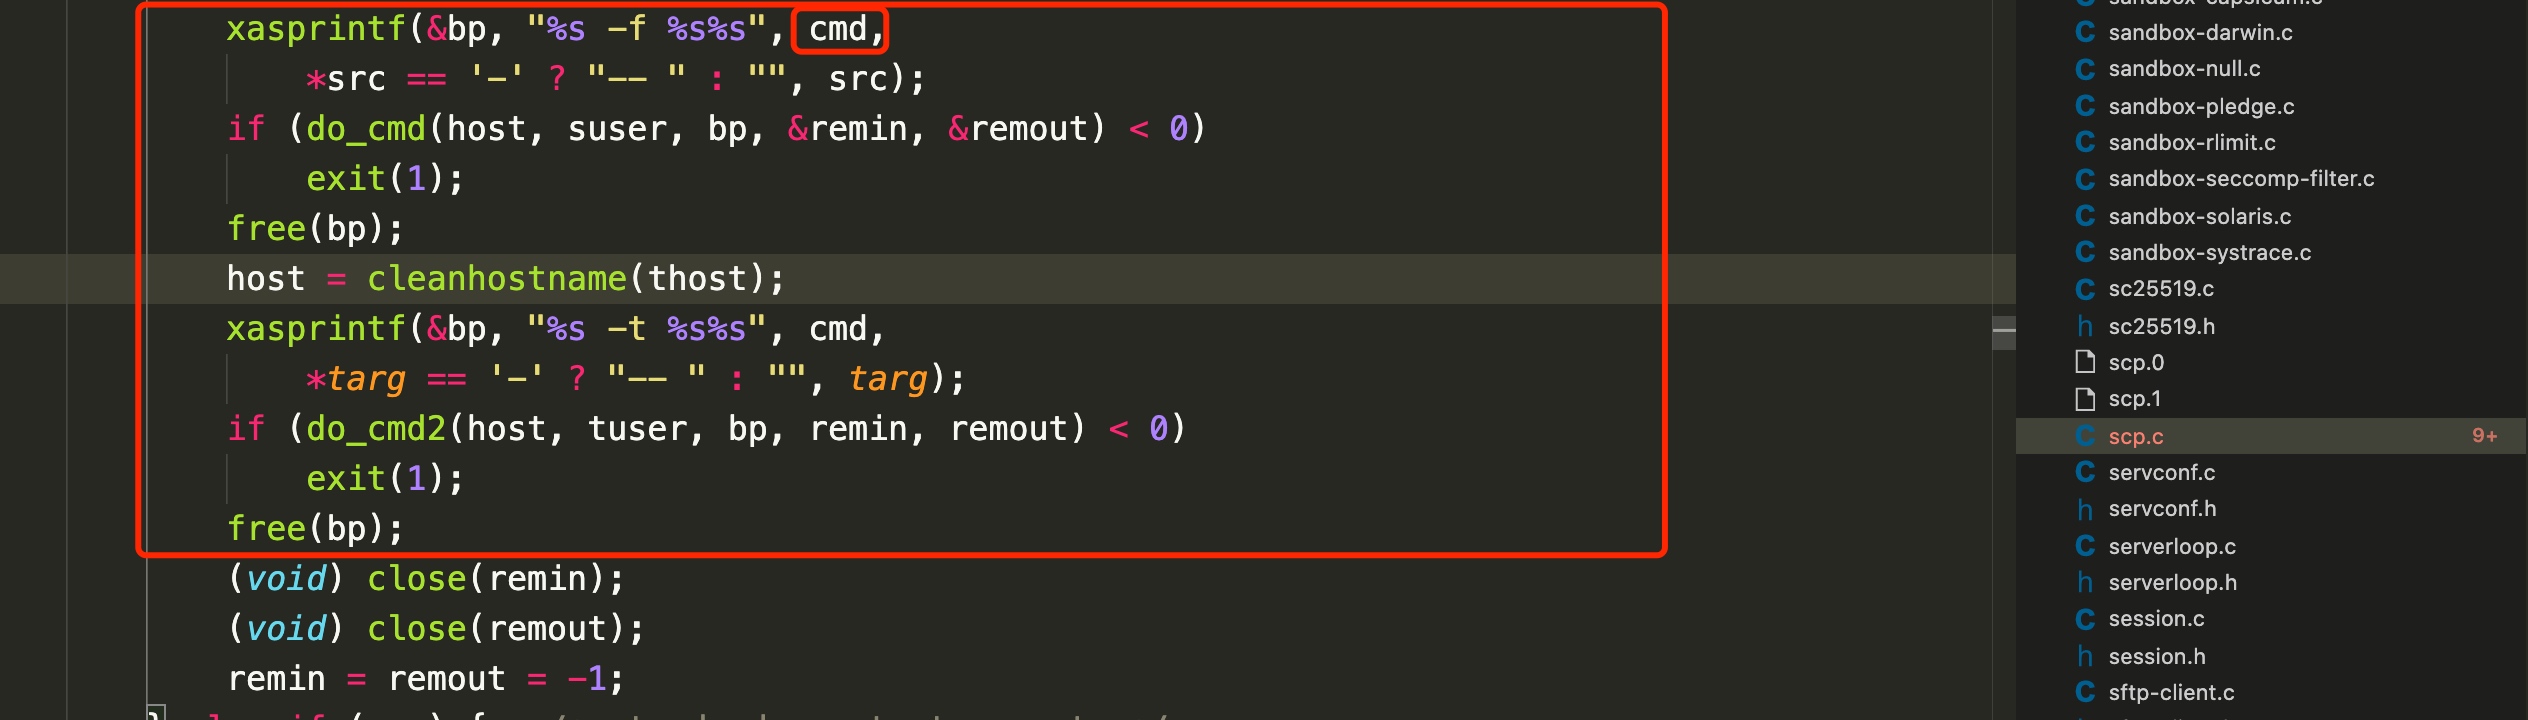 xasprintf(&bp, "%s -f %s%s", cmd,
*src == '-' ? "-- " : "", src);
if (do_cmd(host, suser, bp, &remin, &remout) < 0)
exit(1);
free(bp);
host = cleanhostname(thost);
xasprintf(&bp, "%s -t %s%s", cmd,
*targ == '-' ? "-- " : "", targ);
if (do_cmd2(host, tuser, bp, remin, remout) < 0)
exit(1);
free(bp);
(void) close(remin);
(void) close(remout);
remin = remout = -1;
C sandbox-capsicum.c
C sandbox-darwin.c
C sandbox-null.c
C sandbox-pledge.c
C sandbox-rlimit.c
C sandbox-seccomp-filter.c
C sandbox-solaris.c
C sandbox-systrace.c
C sc25519.c
h sc25519.h
scp.0
scp.1
C scp.c 9+
C servconf.c
h servconf.h
C serverloop.c
h serverloop.h
C session.c
h session.h
C sftp-client.c